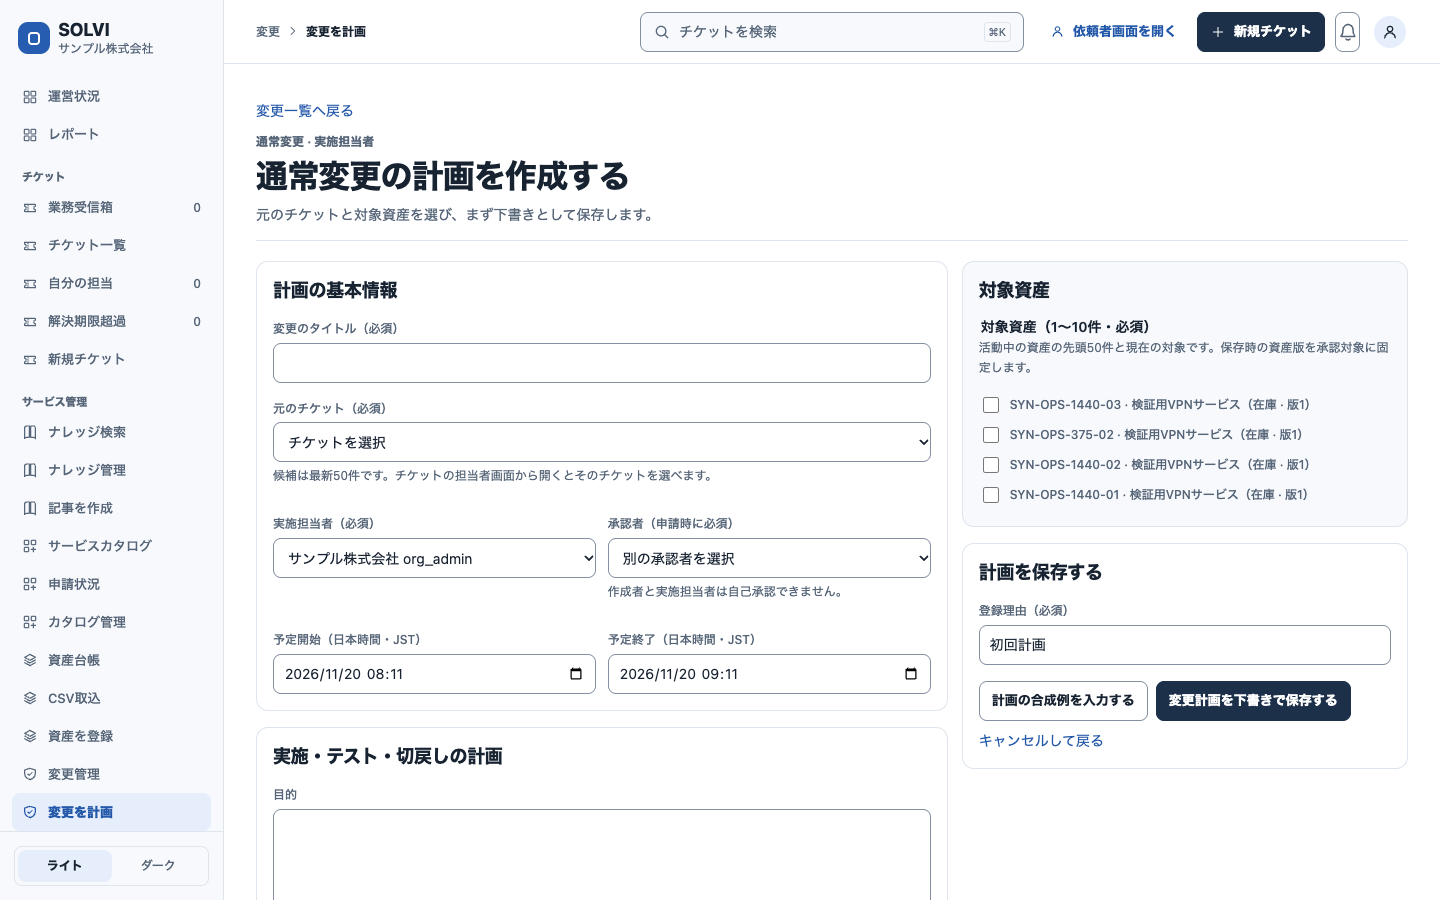 SOLVI
サンプル株式会社
運営状況
レポート
チケット
業務受信箱 0
チケット一覧
自分の担当 0
解決期限超過 0
新規チケット
サービス管理
ナレッジ検索
ナレッジ管理
記事を作成
サービスカタログ
申請状況
カタログ管理
資産台帳
CSV取込
資産を登録
変更管理
変更を計画
ライト ダーク
変更 > 変更を計画
チケットを検索 ⌘K
依頼者画面を開く
+ 新規チケット
変更一覧へ戻る
通常変更 · 実施担当者
通常変更の計画を作成する
元のチケットと対象資産を選び、まず下書きとして保存します。
計画の基本情報
変更のタイトル（必須）
元のチケット（必須）
チケットを選択
候補は最新50件です。チケットの担当者画面から開くとそのチケットを選べます。
実施担当者（必須）
サンプル株式会社 org_admin
承認者（申請時に必須）
別の承認者を選択
作成者と実施担当者は自己承認できません。
予定開始（日本時間・JST）
2026/11/20 08:11
予定終了（日本時間・JST）
2026/11/20 09:11
実施・テスト・切戻しの計画
目的
対象資産
対象資産（1〜10件・必須）
活動中の資産の先頭50件と現在の対象です。保存時の資産版を承認対象に固
定します。
SYN-OPS-1440-03 · 検証用VPNサービス（在庫 · 版1）
SYN-OPS-375-02 · 検証用VPNサービス（在庫 · 版1）
SYN-OPS-1440-02 · 検証用VPNサービス（在庫 · 版1）
SYN-OPS-1440-01 · 検証用VPNサービス（在庫 · 版1）
計画を保存する
登録理由（必須）
初回計画
計画の合成例を入力する
変更計画を下書きで保存する
キャンセルして戻る